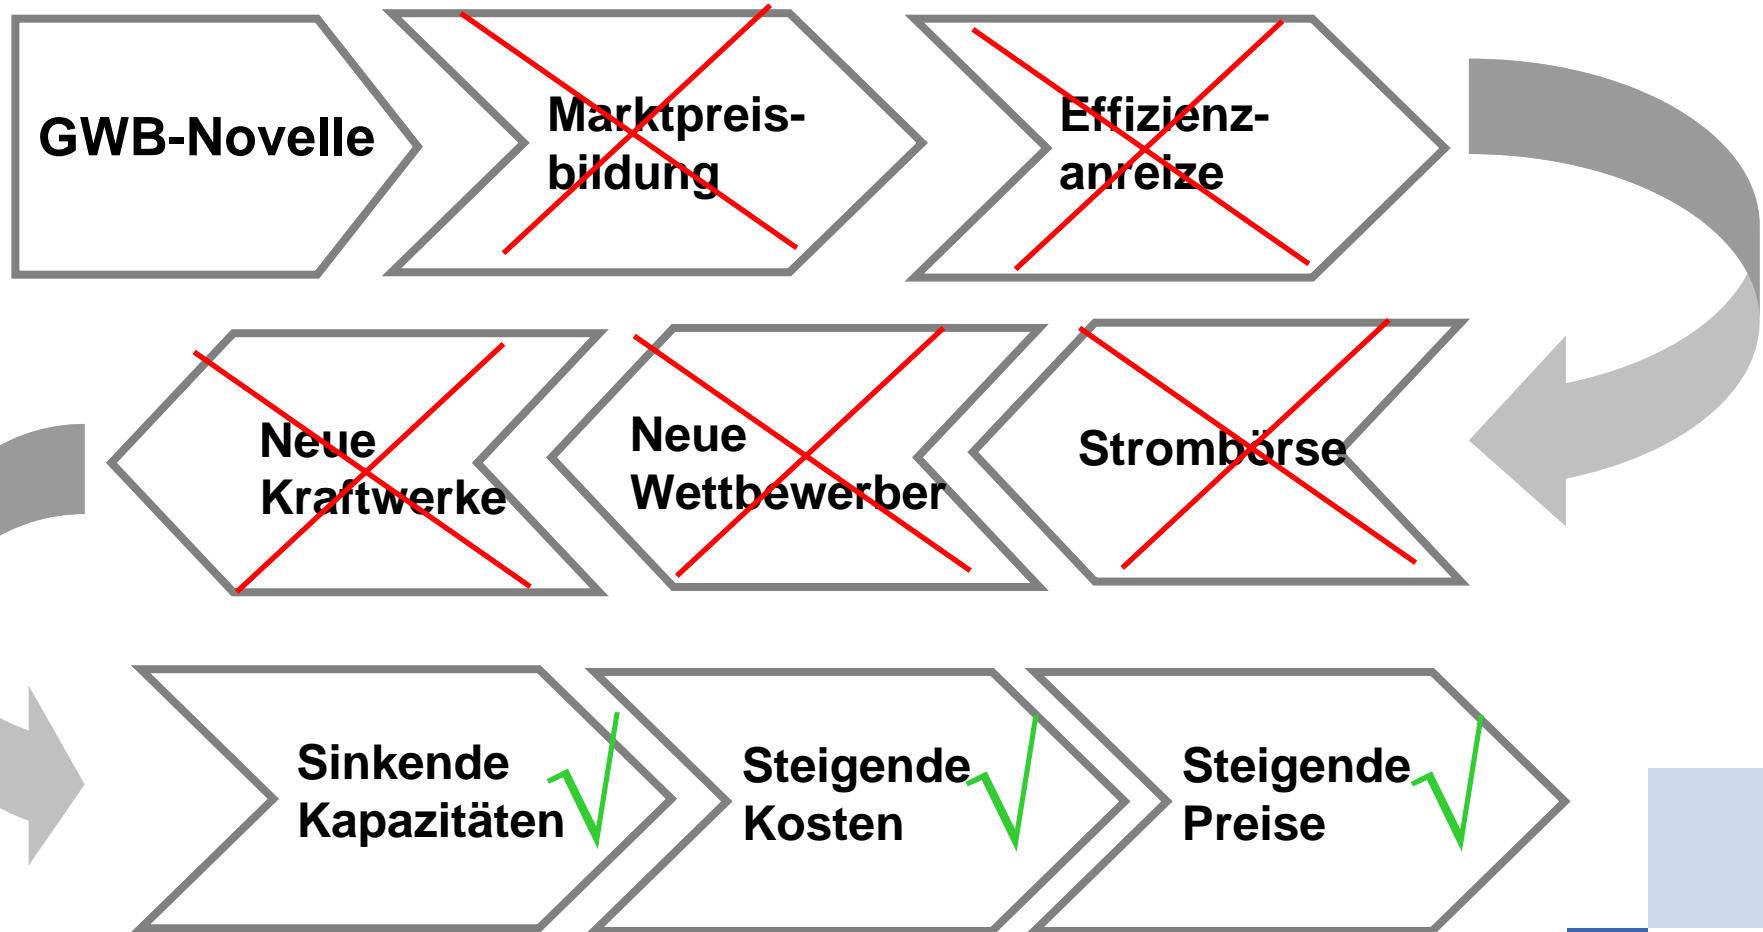 GWB-Novelle
Marktpreis-
bildung
Effizienz-
anreize
Strombörse
Neue
Wettbewerber
Neue
Kraftwerke
Sinkende
Kapazitäten
Steigende
Kosten
Steigende
Preise